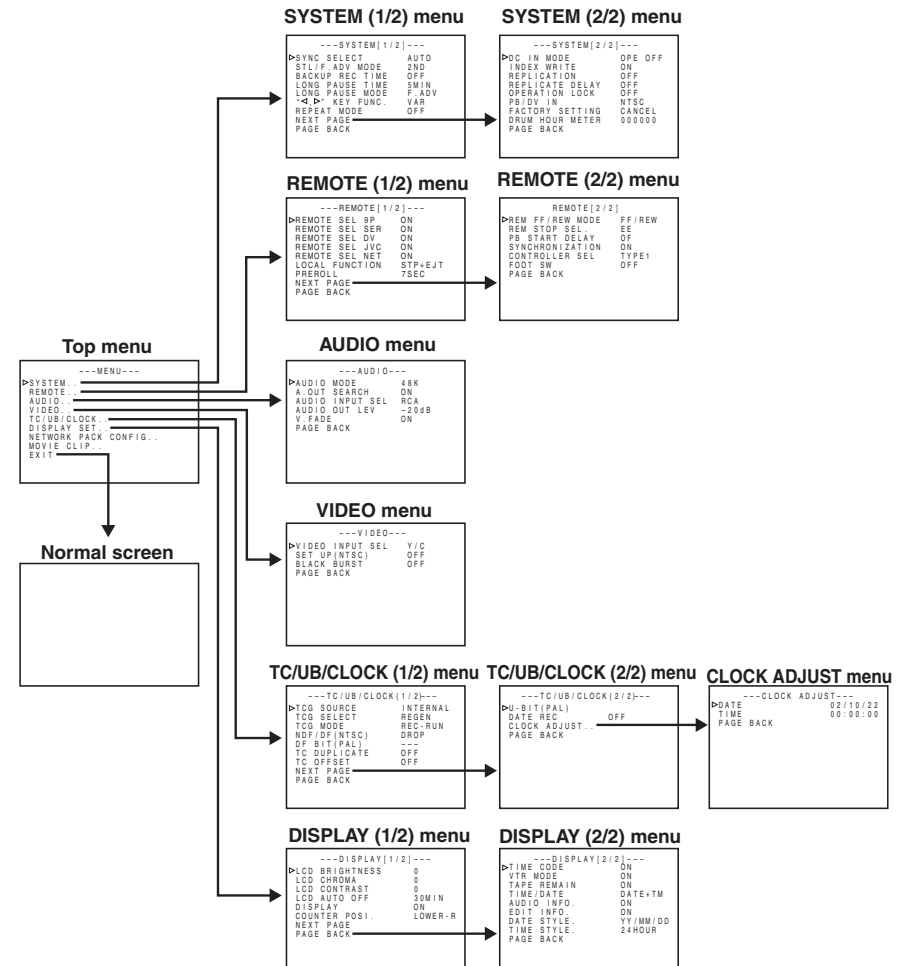 SYSTEM (1/2) menu
---SYSTEM[1/2]---
SYNC SELECT AUTO
STL/F.ADV MODE 2ND
BACKUP REC TIME OFF
LONG PAUSE TIME 5MIN
LONG PAUSE MODE F.ADV
"◁,▷" KEY FUNC. VAR
REPEAT MODE OFF
NEXT PAGE
PAGE BACK
SYSTEM (2/2) menu
---SYSTEM[2/2]---
DC IN MODE OPE OFF
INDEX WRITE ON
REPLICATION OFF
REPLICATE DELAY OFF
OPERATION LOCK OFF
PB/DV IN NTSC
FACTORY SETTING CANCEL
DRUM HOUR METER 000000
PAGE BACK
REMOTE (1/2) menu
---REMOTE[1/2]---
REMOTE SEL 9P ON
REMOTE SEL SER ON
REMOTE SEL DV ON
REMOTE SEL JVC ON
REMOTE SEL NET ON
LOCAL FUNCTION STP+EJT
PREROLL 7SEC
NEXT PAGE
PAGE BACK
REMOTE (2/2) menu
REMOTE[2/2]
REM FF/REW MODE FF/REW
REM STOP SEL. EE
PB START DELAY OF
SYNCHRONIZATION ON
CONTROLLER SEL TYPE1
FOOT SW OFF
PAGE BACK
Top menu
---MENU---
SYSTEM..
REMOTE..
AUDIO..
VIDEO..
TC/UB/CLOCK..
DISPLAY SET..
NETWORK PACK CONFIG..
MOVIE CLIP..
EXIT
AUDIO menu
---AUDIO---
AUDIO MODE 48K
A.OUT SEARCH ON
AUDIO INPUT SEL RCA
AUDIO OUT LEV -20dB
V.FADE ON
PAGE BACK
VIDEO menu
---VIDEO---
VIDEO INPUT SEL Y/C
SET UP(NTSC) OFF
BLACK BURST OFF
PAGE BACK
Normal screen
TC/UB/CLOCK (1/2) menu
---TC/UB/CLOCK(1/2)---
TCG SOURCE INTERNAL
TCG SELECT REGEN
TCG MODE REC-RUN
NDF/DF(NTSC) DROP
DF BIT(PAL) ---
TC DUPLICATE OFF
TC OFFSET OFF
NEXT PAGE
PAGE BACK
TC/UB/CLOCK (2/2) menu
---TC/UB/CLOCK(2/2)---
U-BIT(PAL)
DATE REC OFF
CLOCK ADJUST..
PAGE BACK
CLOCK ADJUST menu
---CLOCK ADJUST---
DATE 02/10/22
TIME 00:00:00
PAGE BACK
DISPLAY (1/2) menu
---DISPLAY[1/2]---
LCD BRIGHTNESS 0
LCD CHROMA 0
LCD CONTRAST 0
LCD AUTO OFF 30MIN
DISPLAY ON
COUNTER POSI. LOWER-R
NEXT PAGE
PAGE BACK
DISPLAY (2/2) menu
---DISPLAY[2/2]---
TIME CODE ON
VTR MODE ON
TAPE REMAIN ON
TIME/DATE DATE+TM
AUDIO INFO. ON
EDIT INFO. ON
DATE STYLE. YY/MM/DD
TIME STYLE. 24HOUR
PAGE BACK